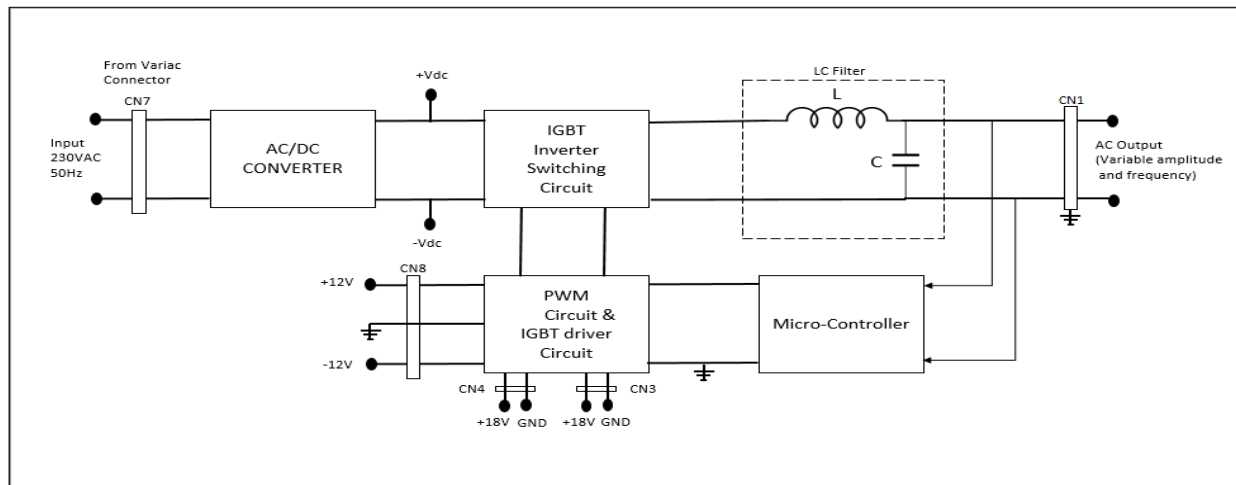 From Variac
Connector
CN7
Input
230VAC
50Hz
AC/DC
CONVERTER
+Vdc
-Vdc
IGBT
Inverter
Switching
Circuit
LC Filter
L
C
CN1
AC Output
(Variable amplitude
and frequency)
CN8
+12V
-12V
PWM
Circuit &
IGBT driver
Circuit
Micro-Controller
CN4
CN3
+18V GND
+18V GND